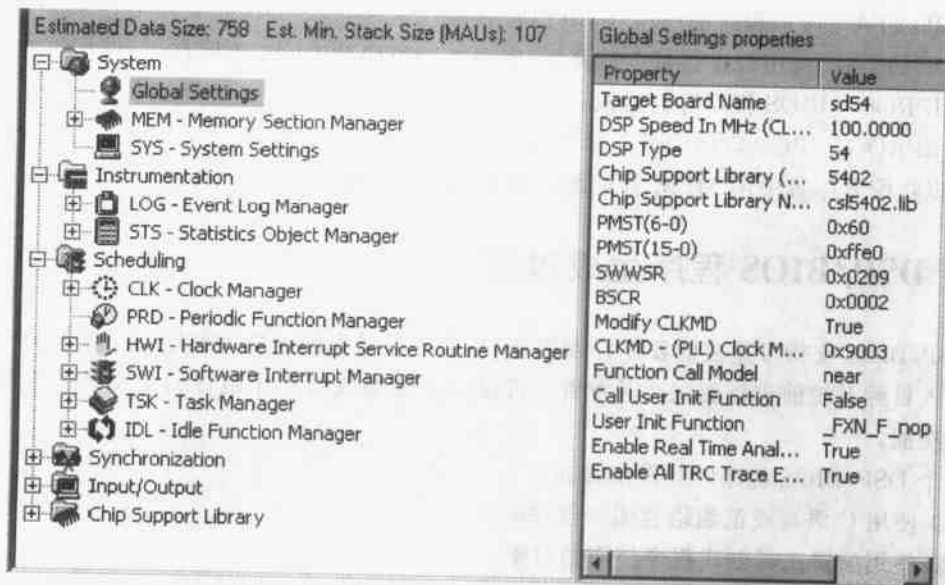 Estimated Data Size: 758 Est. Min. Stack Size (MAUs): 107
System
Global Settings
MEM - Memory Section Manager
SYS - System Settings
Instrumentation
LOG - Event Log Manager
STS - Statistics Object Manager
Scheduling
CLK - Clock Manager
PRD - Periodic Function Manager
HWI - Hardware Interrupt Service Routine Manager
SWI - Software Interrupt Manager
TSK - Task Manager
IDL - Idle Function Manager
Synchronization
Input/Output
Chip Support Library
Global Settings properties
Property Value
Target Board Name sd54
DSP Speed In MHz (CL... 100.0000
DSP Type 54
Chip Support Library (... 5402
Chip Support Library N... csl5402.lib
PMST(6-0) 0x60
PMST(15-0) 0xffe0
SWWSR 0x0209
BSCR 0x0002
Modify CLKMD True
CLKMD - (PLL) Clock M... 0x9003
Function Call Model near
Call User Init Function False
User Init Function _FXN_F_nop
Enable Real Time Anal... True
Enable All TRC Trace E... True